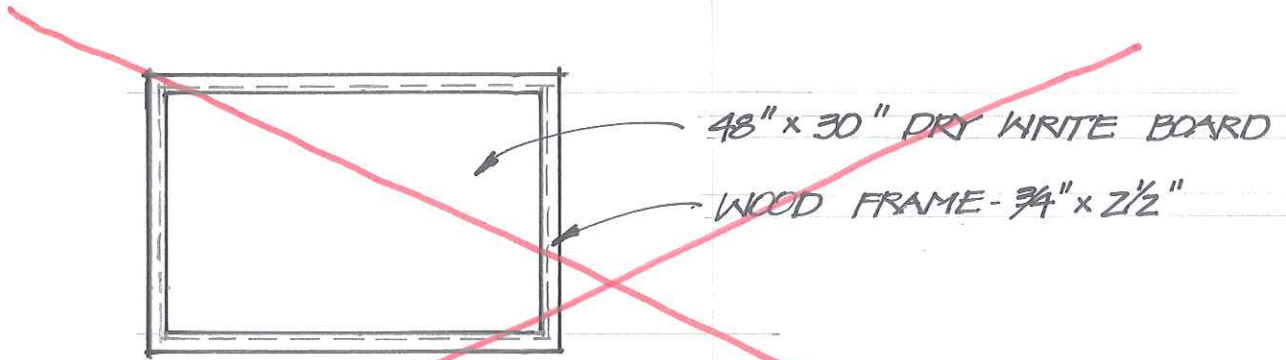 48" x 30" DRY WRITE BOARD
WOOD FRAME - 3/4" x 2 1/2"